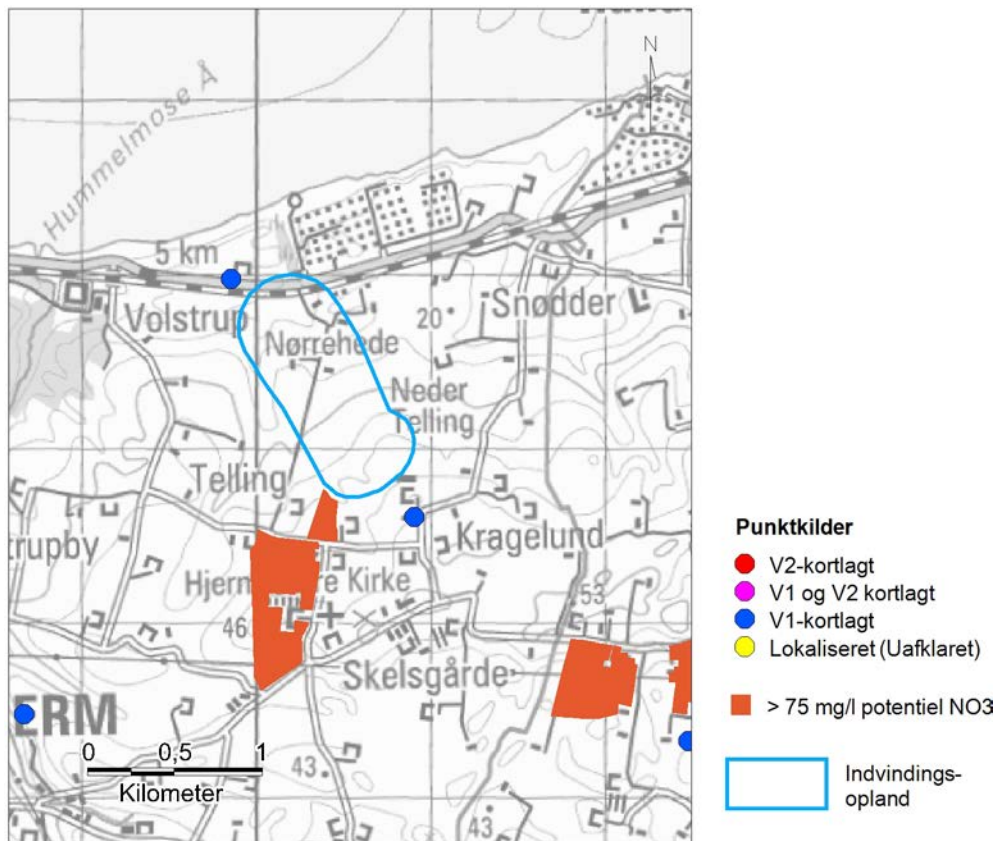 N
Hummelmose Å
5 km
Volstrup
Snødder
20
Nørrehede
Neder
Telling
Telling
trupby
Kragelund
Hjerm
re Kirke
53
46
Skelsgårde
ERM
0 0,5 1
Kilometer
43
43
Punktkilder
V2-kortlagt
V1 og V2 kortlagt
V1-kortlagt
Lokaliseret (Uafklaret)
> 75 mg/l potentiel NO3
Indvindings-
opland